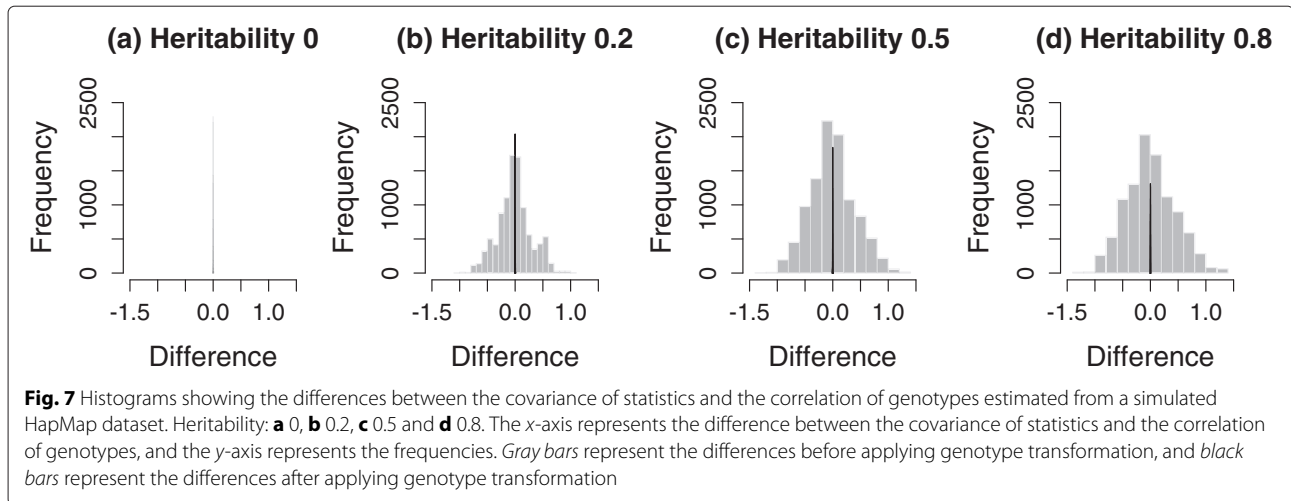 (a) Heritability 0
(b) Heritability 0.2
(c) Heritability 0.5
(d) Heritability 0.8
Frequency
0 1000 2500
-1.5 0.0 1.0
Difference
Frequency
0 1000 2500
-1.5 0.0 1.0
Difference
Frequency
0 1000 2500
-1.5 0.0 1.0
Difference
Frequency
0 1000 2500
-1.5 0.0 1.0
Difference
Fig. 7 Histograms showing the differences between the covariance of statistics and the correlation of genotypes estimated from a simulated
HapMap dataset. Heritability: a 0, b 0.2, c 0.5 and d 0.8. The x-axis represents the difference between the covariance of statistics and the correlation
of genotypes, and the y-axis represents the frequencies. Gray bars represent the differences before applying genotype transformation, and black
bars represent the differences after applying genotype transformation